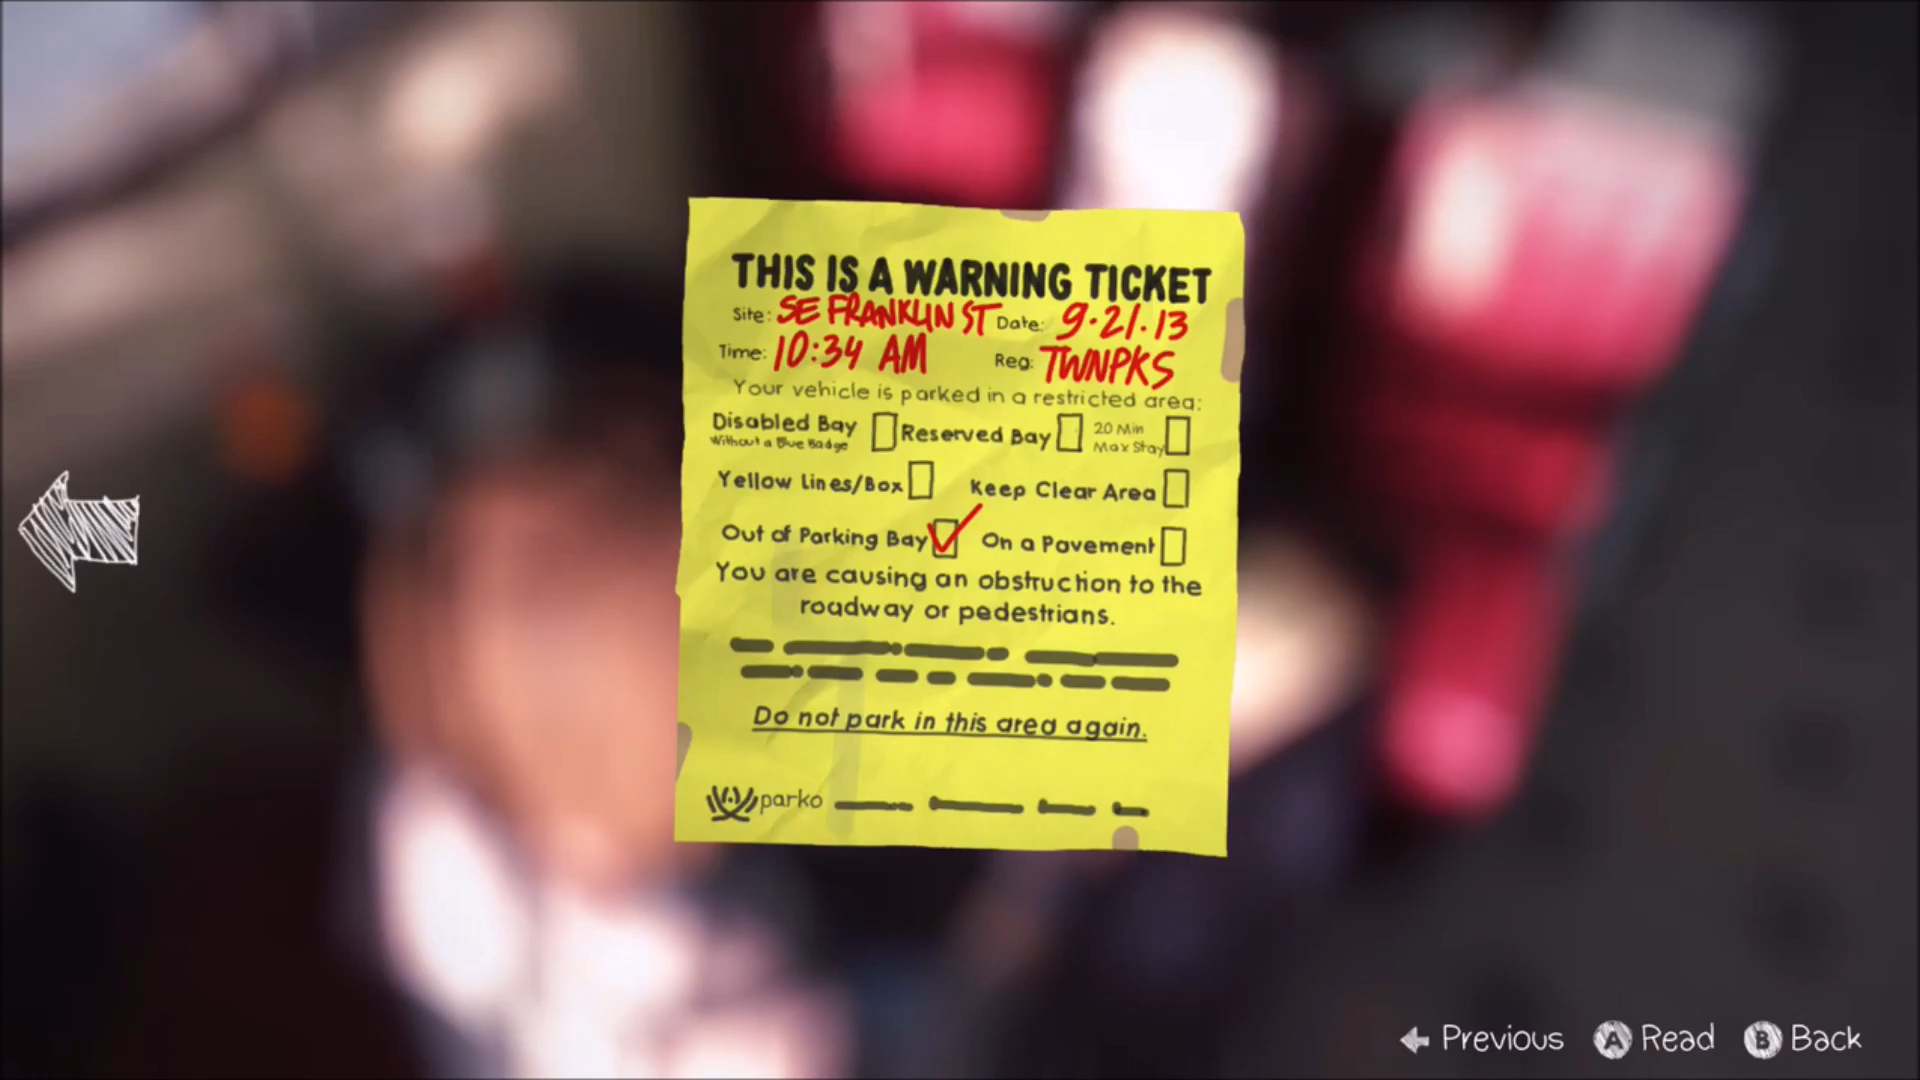 THIS IS A WARNING TICKET
Site: SE FRANKLIN ST Date: 9.21.13
Time: 10:34 AM Reg: TWNPKS
Your vehicle is parked in a restricted area:
Disabled Bay Reserved Bay 20 Min
Without a Blue Badge Max Stay
Yellow Lines/Box Keep Clear Area
Out of Parking Bay On a Pavement
You are causing an obstruction to the
roadway or pedestrians.
Do not park in this area again.
parko
Previous A Read B Back